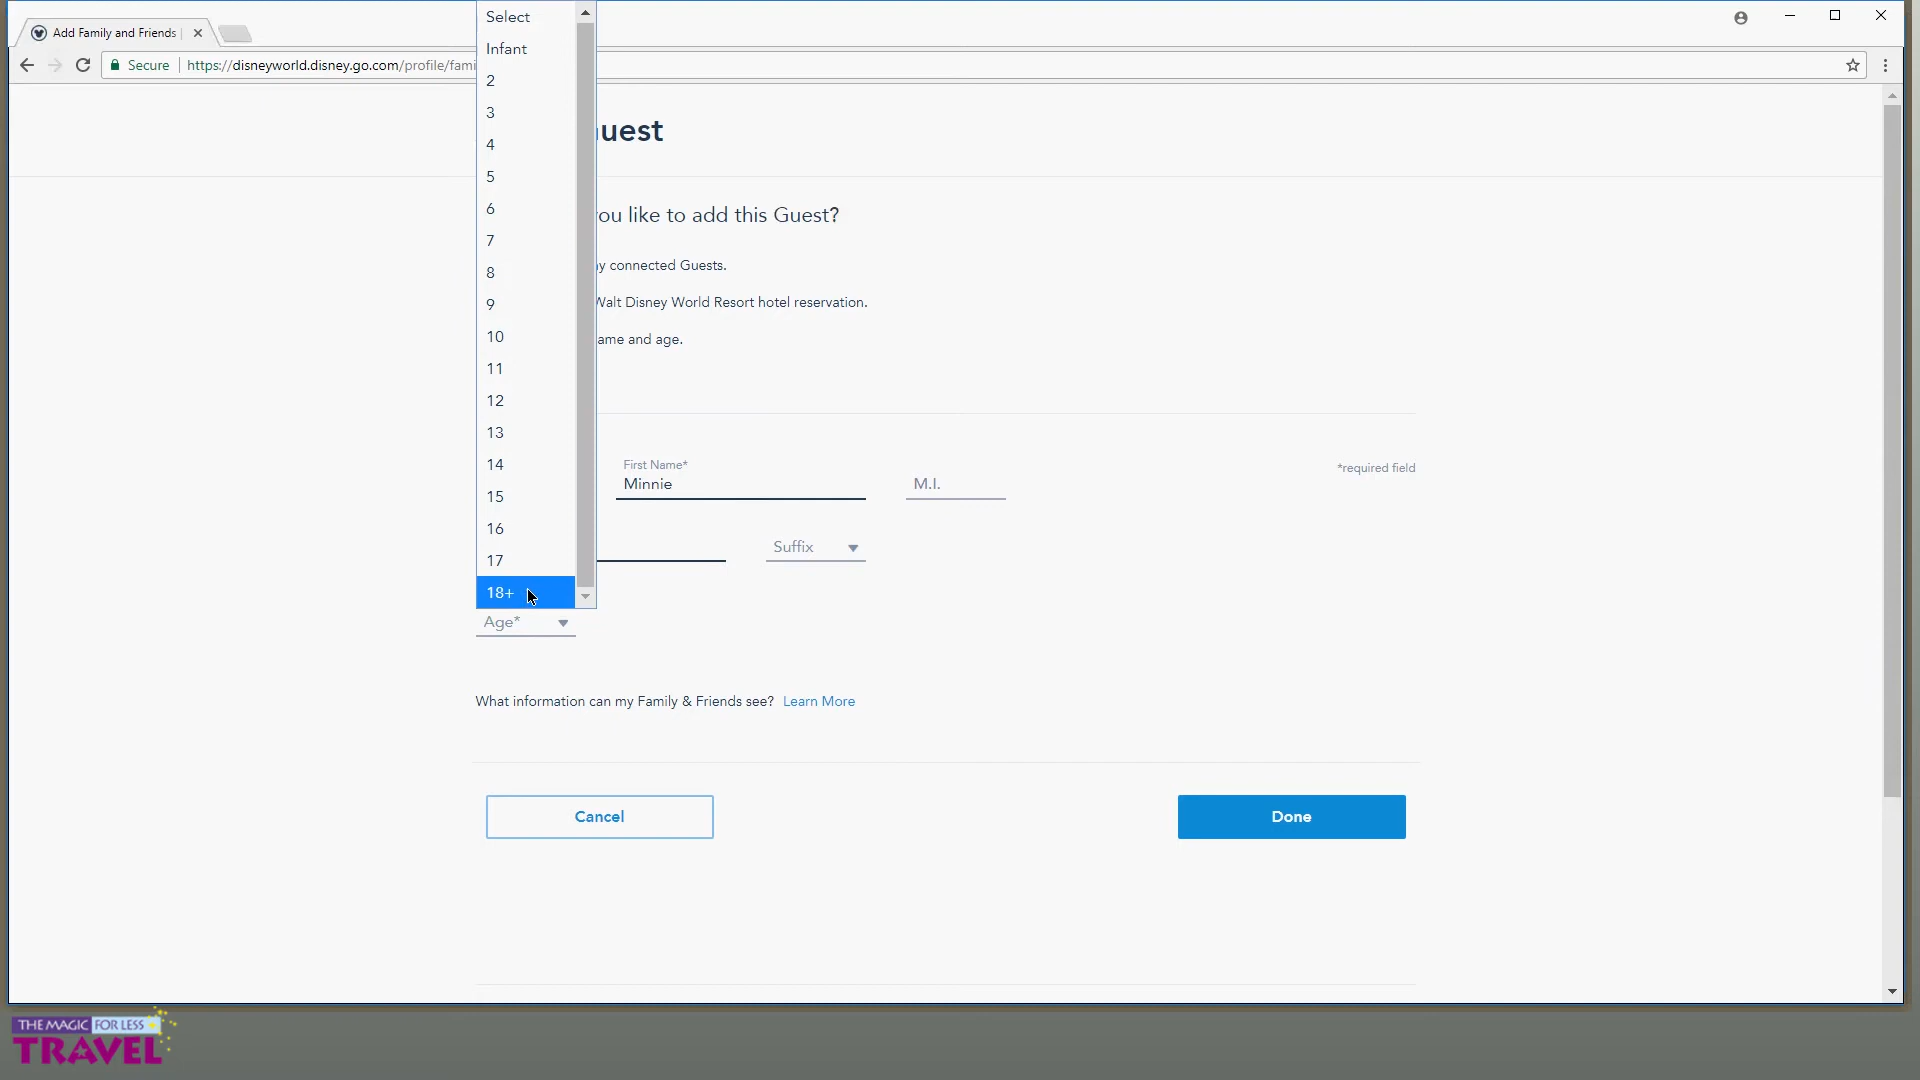 Add Family and Friends |
Secure | https://disneyworld.disney.go.com/profile/fami
Select
Infant
2
3
4
5
6
7
8
9
10
11
12
13
14
15
16
17
18+
uest
ou like to add this Guest?
y connected Guests.
Walt Disney World Resort hotel reservation.
ame and age.
First Name*
Minnie
M.I.
*required field
Suffix
Age*
What information can my Family & Friends see? Learn More
Cancel
Done
THE MAGIC FOR LESS
TRAVEL